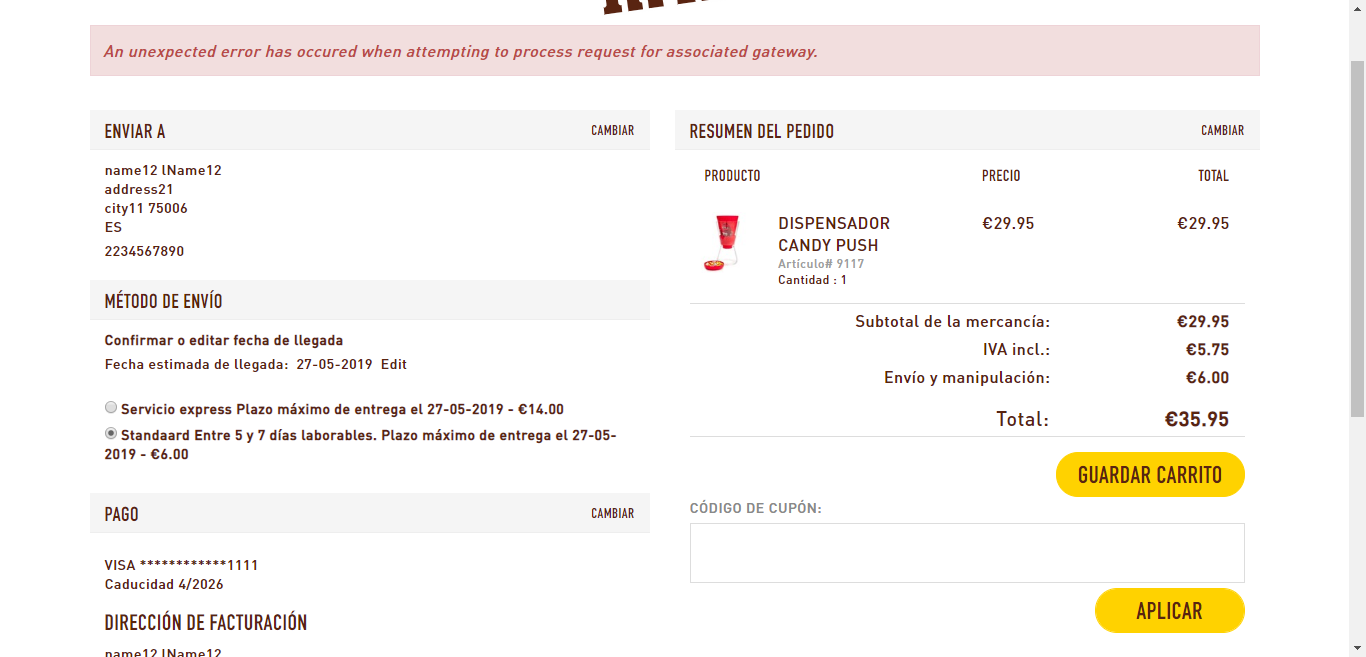 An unexpected error has occured when attempting to process request for associated gateway.
ENVIAR A CAMBIAR
name12 lName12
address21
city11 75006
ES
2234567890
MÉTODO DE ENVÍO
Confirmar o editar fecha de llegada
Fecha estimada de llegada: 27-05-2019 Edit
Servicio express Plazo máximo de entrega el 27-05-2019 - €14.00
Standaard Entre 5 y 7 días laborables. Plazo máximo de entrega el 27-05-
2019 - €6.00
PAGO CAMBIAR
VISA ************1111
Caducidad 4/2026
DIRECCIÓN DE FACTURACIÓN
name12 lName12
RESUMEN DEL PEDIDO CAMBIAR
PRODUCTO PRECIO TOTAL
DISPENSADOR €29.95 €29.95
CANDY PUSH
Artículo# 9117
Cantidad : 1
Subtotal de la mercancía: €29.95
IVA incl.: €5.75
Envío y manipulación: €6.00
Total: €35.95
GUARDAR CARRITO
CÓDIGO DE CUPÓN:
APLICAR